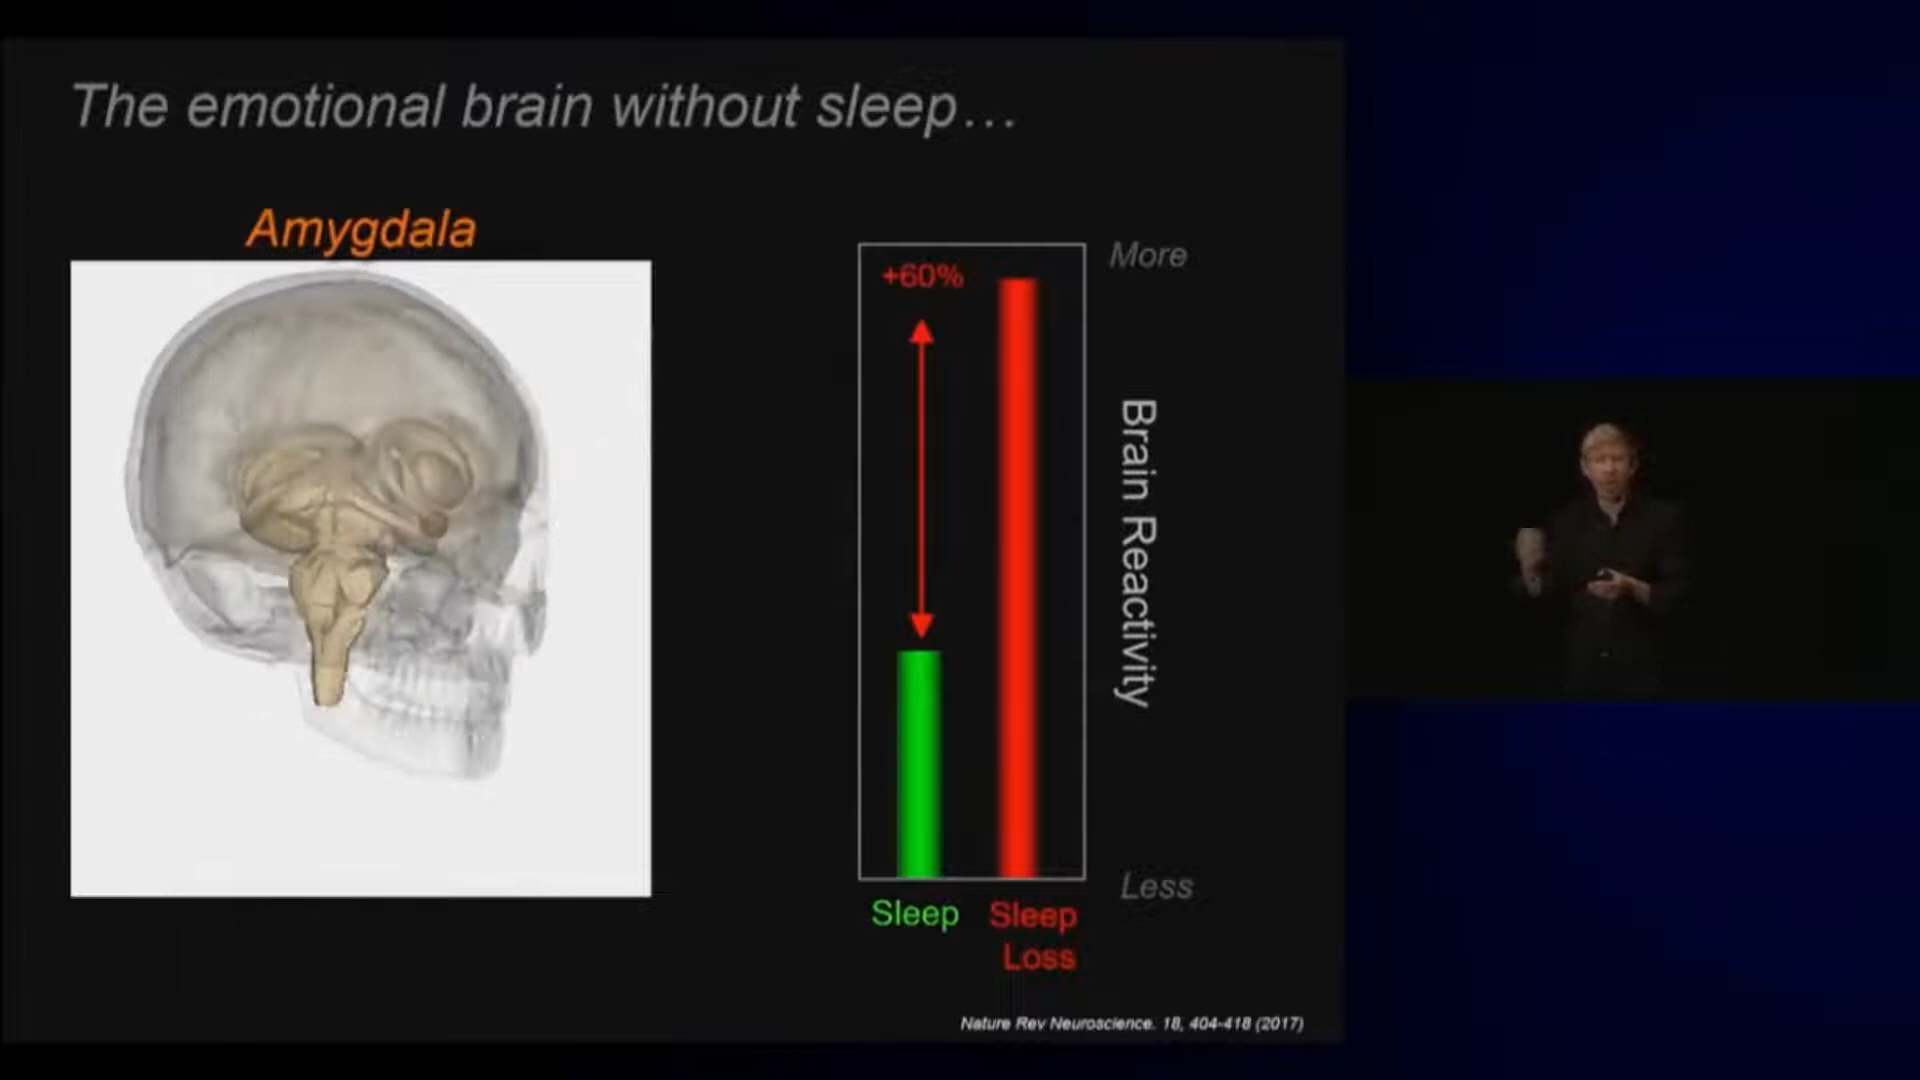 The emotional brain without sleep...
Amygdala
+60%
More
Brain Reactivity
Less
Sleep
Sleep
Loss
Nature Rev Neuroscience. 18, 404-418 (2017)